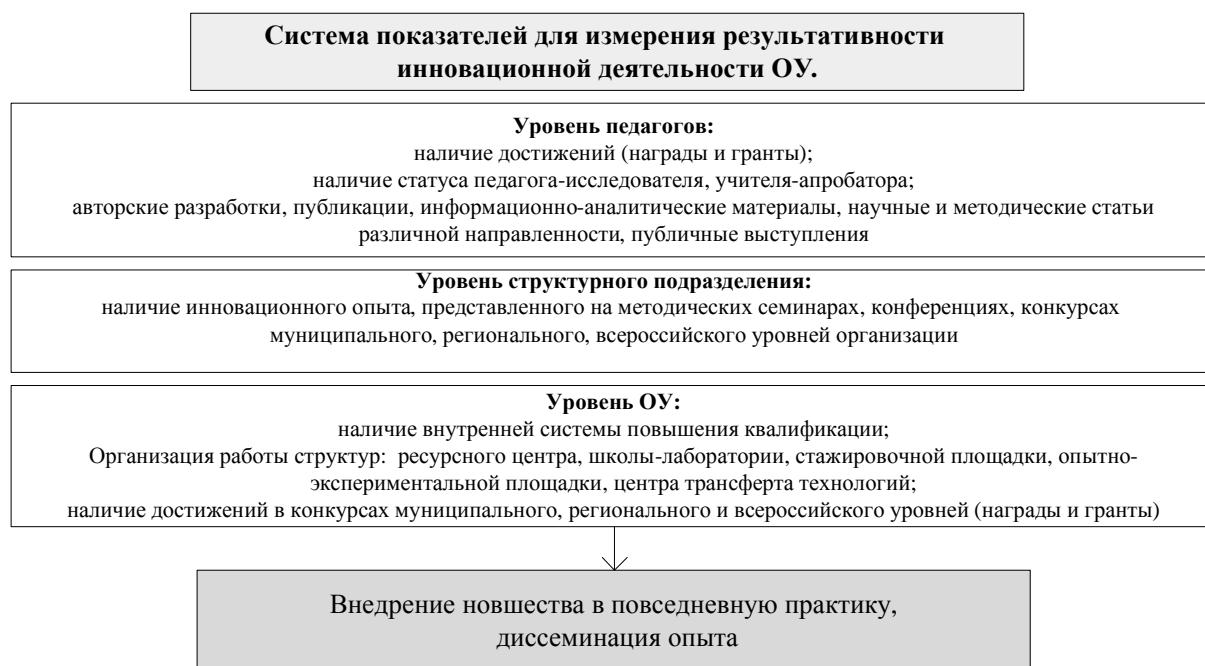 Система показателей для измерения результативности
инновационной деятельности ОУ.
Уровень педагогов:
наличие достижений (награды и гранты);
наличие статуса педагога-исследователя, учителя-апробатора;
авторские разработки, публикации, информационно-аналитические материалы, научные и методические статьи
различной направленности, публичные выступления
Уровень структурного подразделения:
наличие инновационного опыта, представленного на методических семинарах, конференциях, конкурсах
муниципального, регионального, всероссийского уровней организации
Уровень ОУ:
наличие внутренней системы повышения квалификации;
Организация работы структур: ресурсного центра, школы-лаборатории, стажировочной площадки, опытно-
экспериментальной площадки, центра трансферта технологий;
наличие достижений в конкурсах муниципального, регионального и всероссийского уровней (награды и гранты)
Внедрение новшества в повседневную практику,
диссеминация опыта